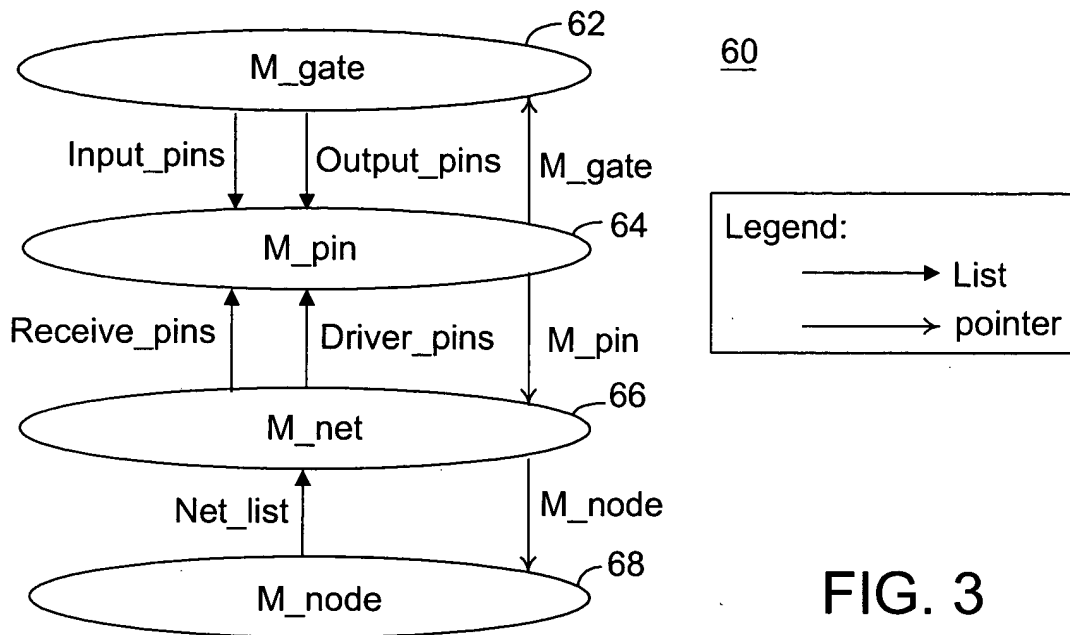 62
M_gate
60
Input_pins
Output_pins
M_gate
64
M_pin
Legend:
List
pointer
Receive_pins
Driver_pins
M_pin
66
M_net
Net_list
M_node
68
M_node
FIG. 3